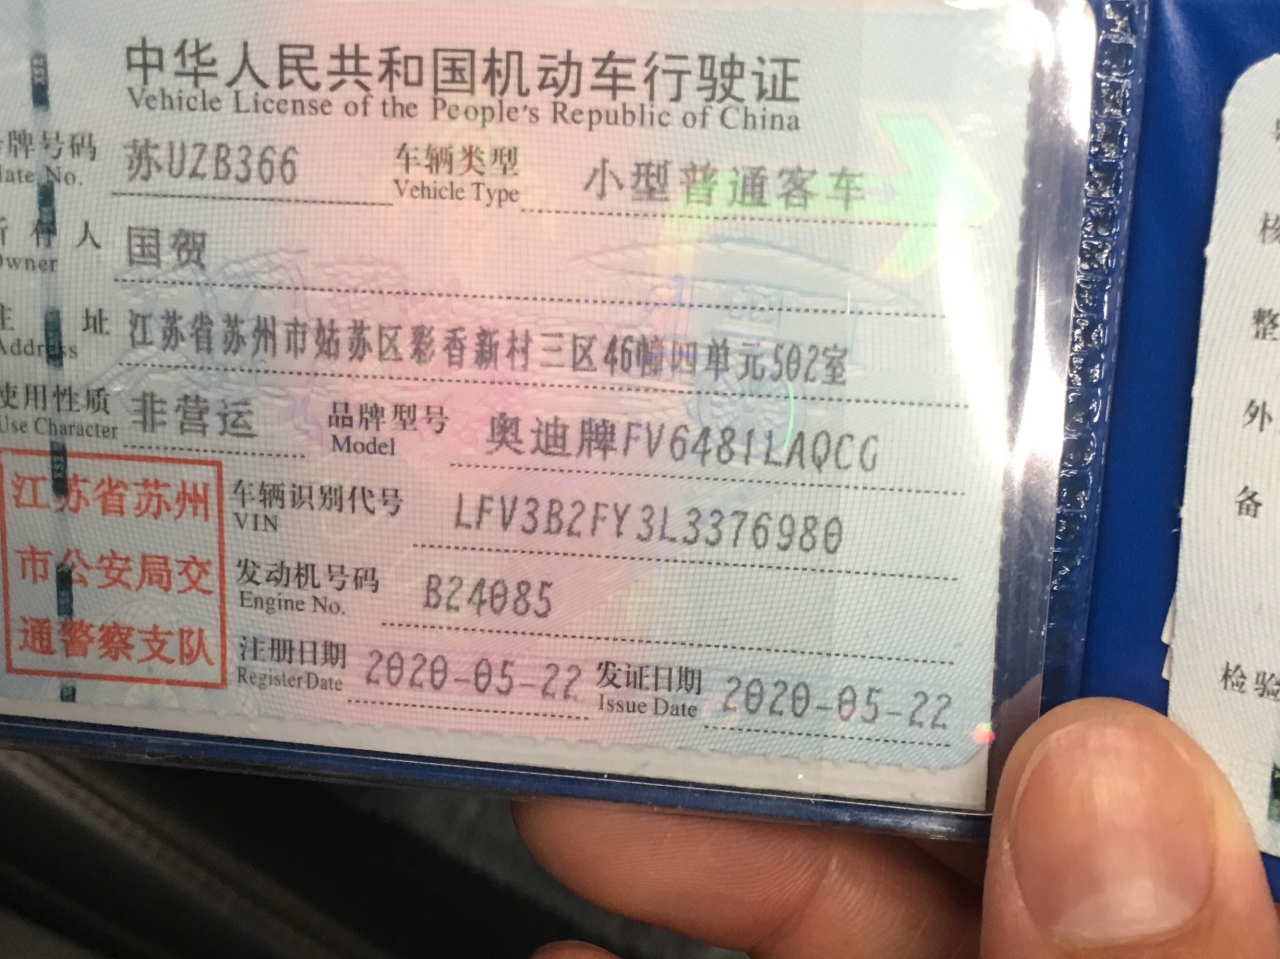 中华人民共和国机动车行驶证
Vehicle License of the People's Republic of China
牌号码 苏UZB366 车辆类型 小型普通客车
late No. Vehicle Type
所有人 国贺
Owner
主 址 江苏省苏州市姑苏区彩香新村三区46幢四单元502室
Address
使用性质 非营运 品牌型号 奥迪牌FV6481LAQCG
Use Character Model
江苏省苏州
市公安局交
通警察支队
车辆识别代号 LFV3B2FY3L3376980
VIN
发动机号码 B24085
Engine No.
注册日期 2020-05-22 发证日期 2020-05-22
Register Date Issue Date
核
整
外
备
检验